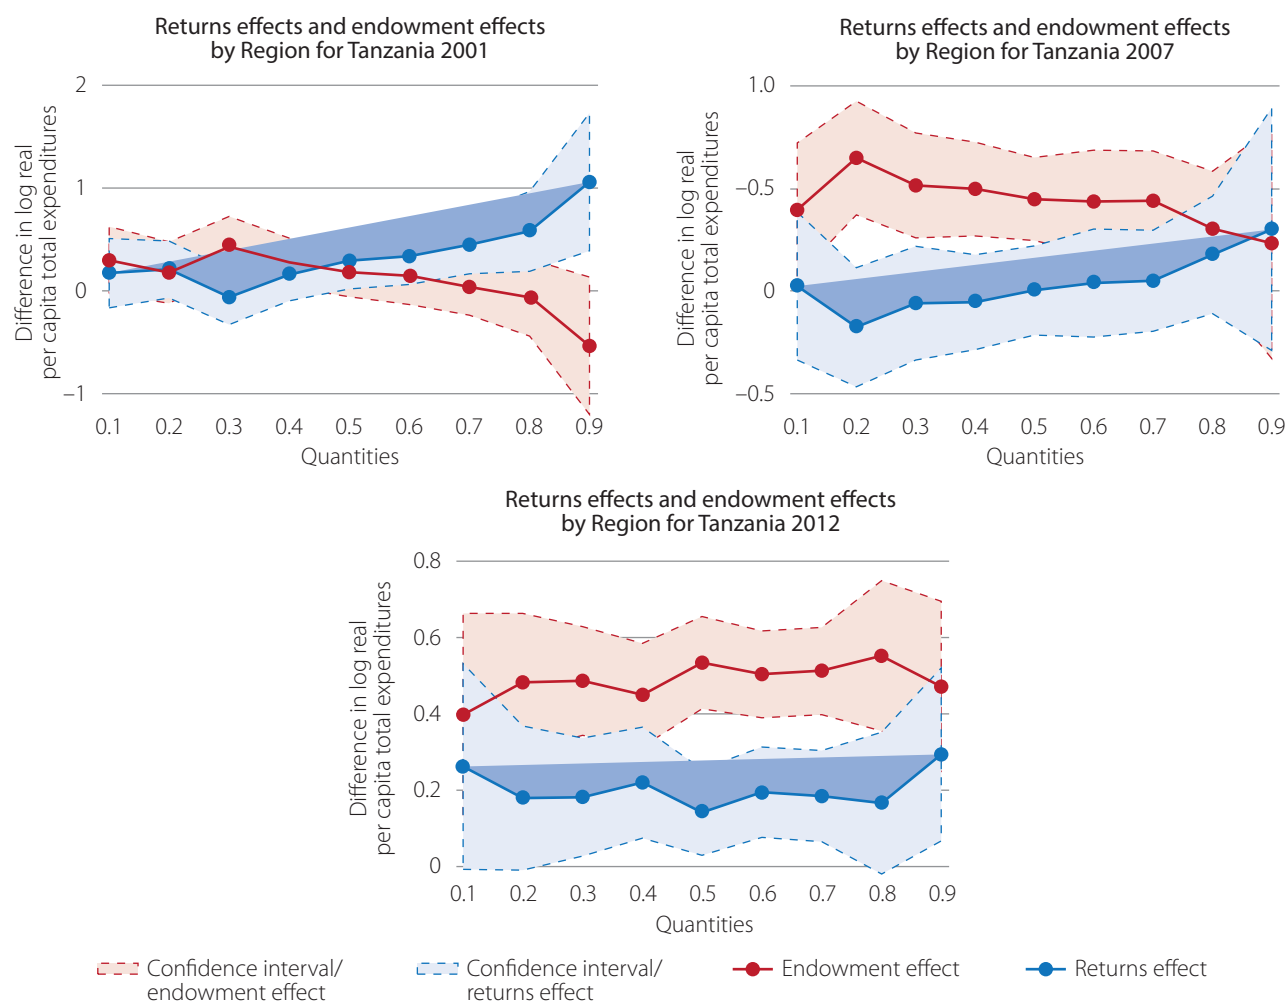 Returns effects and endowment effects
by Region for Tanzania 2001
Difference in log real
per capita total expenditures
2
1
0
–1
0.1 0.2 0.3 0.4 0.5 0.6 0.7 0.8 0.9
Quantities
Returns effects and endowment effects
by Region for Tanzania 2007
Difference in log real
per capita total expenditures
1.0
–0.5
0
–0.5
0.1 0.2 0.3 0.4 0.5 0.6 0.7 0.8 0.9
Quantities
Returns effects and endowment effects
by Region for Tanzania 2012
Difference in log real
per capita total expenditures
0.8
0.6
0.4
0.2
0
0.1 0.2 0.3 0.4 0.5 0.6 0.7 0.8 0.9
Quantities
Confidence interval/
endowment effect
Confidence interval/
returns effect
Endowment effect
Returns effect